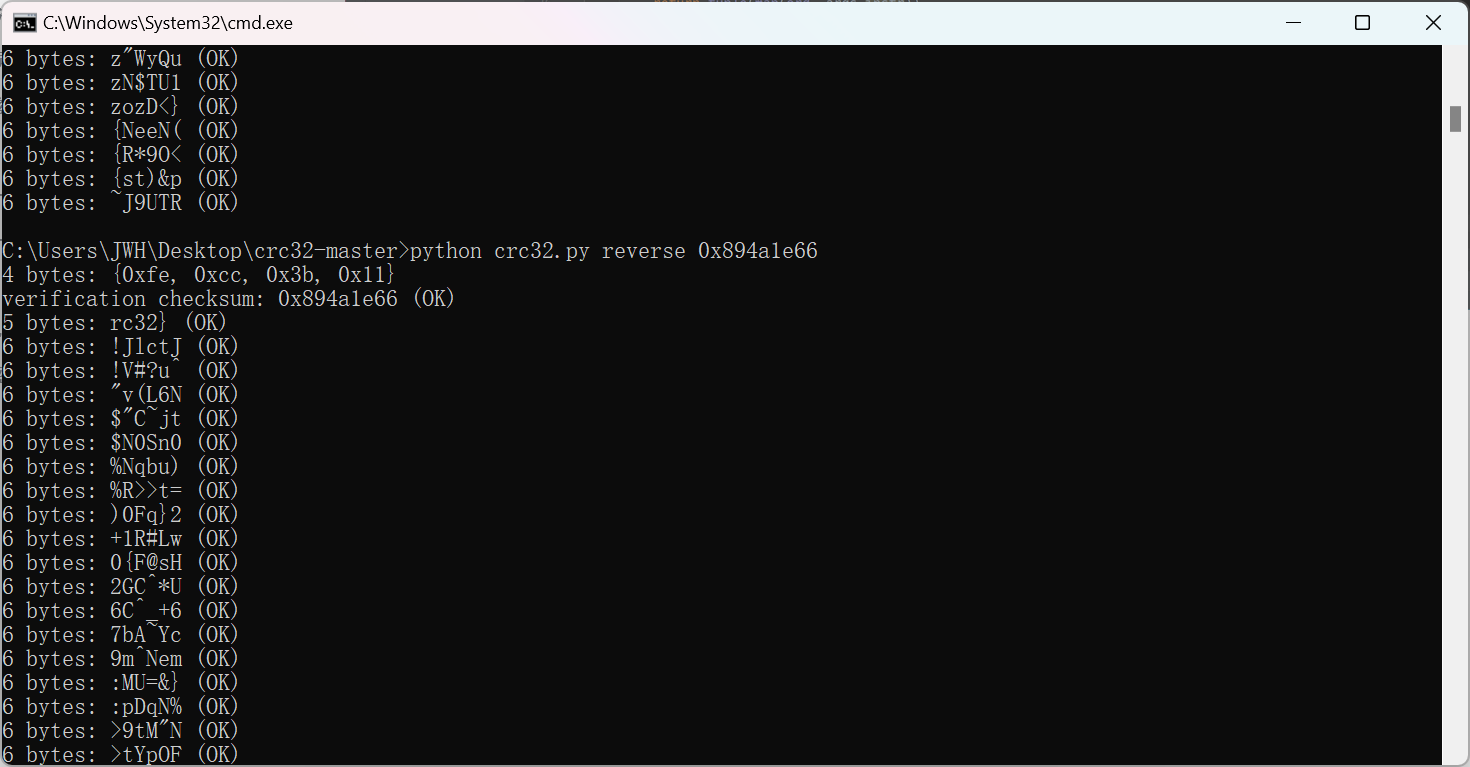 C:\Windows\System32\cmd.exe
6 bytes: z"WyQu (OK)
6 bytes: zN$TU1 (OK)
6 bytes: zozD<} (OK)
6 bytes: {NeeN( (OK)
6 bytes: {R*9O< (OK)
6 bytes: {st)&p (OK)
6 bytes: ~J9UTR (OK)
C:\Users\JWH\Desktop\crc32-master>python crc32.py reverse 0x894a1e66
4 bytes: {0xfe, 0xcc, 0x3b, 0x11}
verification checksum: 0x894a1e66 (OK)
5 bytes: rc32} (OK)
6 bytes: !JlctJ (OK)
6 bytes: !V#?u^ (OK)
6 bytes: "v(L6N (OK)
6 bytes: $"C~jt (OK)
6 bytes: $N0Sn0 (OK)
6 bytes: %Nqbu) (OK)
6 bytes: %R>>t= (OK)
6 bytes: )0Fq}2 (OK)
6 bytes: +1R#Lw (OK)
6 bytes: 0{F@sH (OK)
6 bytes: 2GC^*U (OK)
6 bytes: 6C^_+6 (OK)
6 bytes: 7bA~Yc (OK)
6 bytes: 9m^Nem (OK)
6 bytes: :MU=&} (OK)
6 bytes: :pDqN% (OK)
6 bytes: >9tM"N (OK)
6 bytes: >tYpOF (OK)